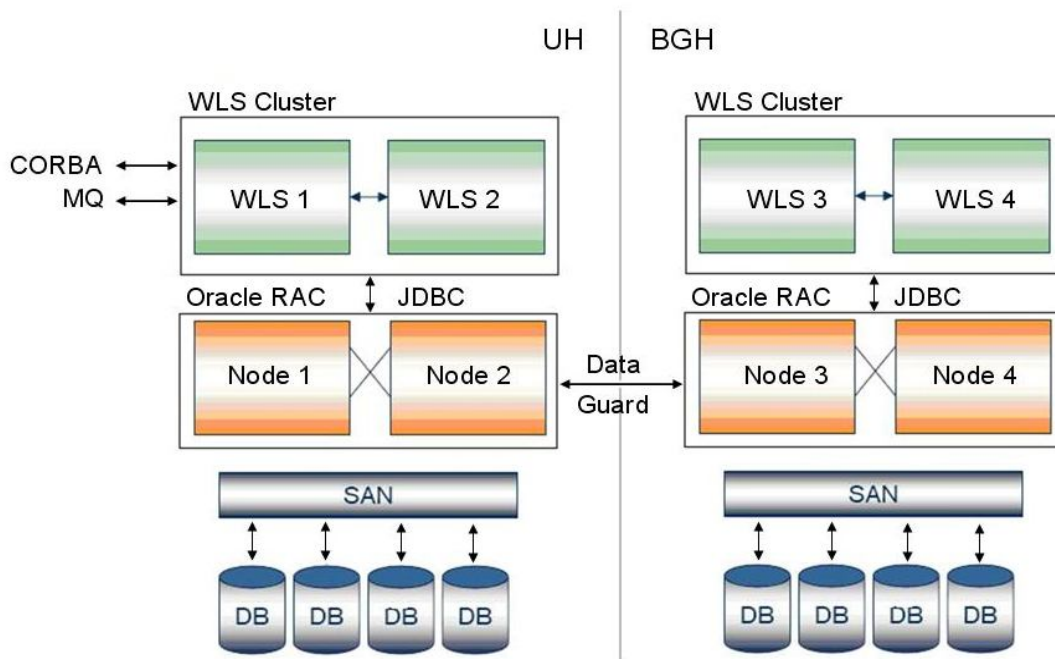 UH BGH
WLS Cluster WLS Cluster
CORBA
MQ
WLS 1 WLS 2 WLS 3 WLS 4
Oracle RAC JDBC Oracle RAC JDBC
Node 1 Node 2 Data Guard Node 3 Node 4
SAN SAN
DB DB DB DB DB DB DB DB